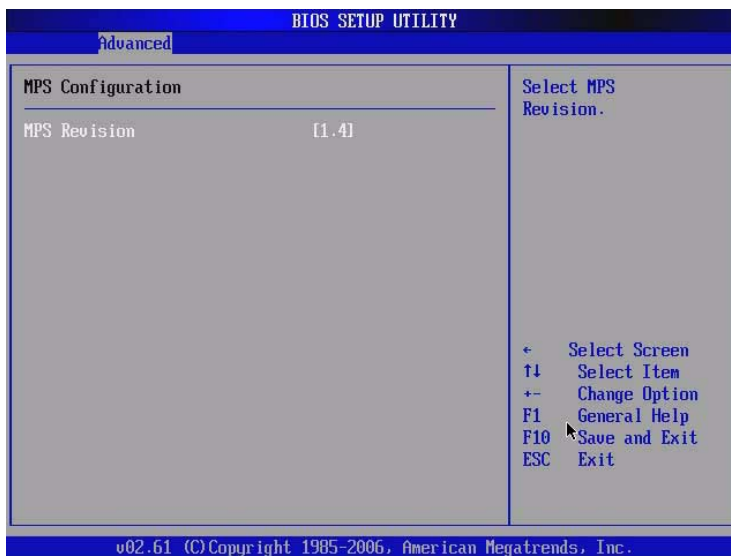 BIOS SETUP UTILITY
Advanced
MPS Configuration
MPS Revision [1.4]
Select MPS
Revision.
← Select Screen
↑↓ Select Item
+- Change Option
F1 General Help
F10 Save and Exit
ESC Exit
v02.61 (C)Copyright 1985-2006, American Megatrends, Inc.